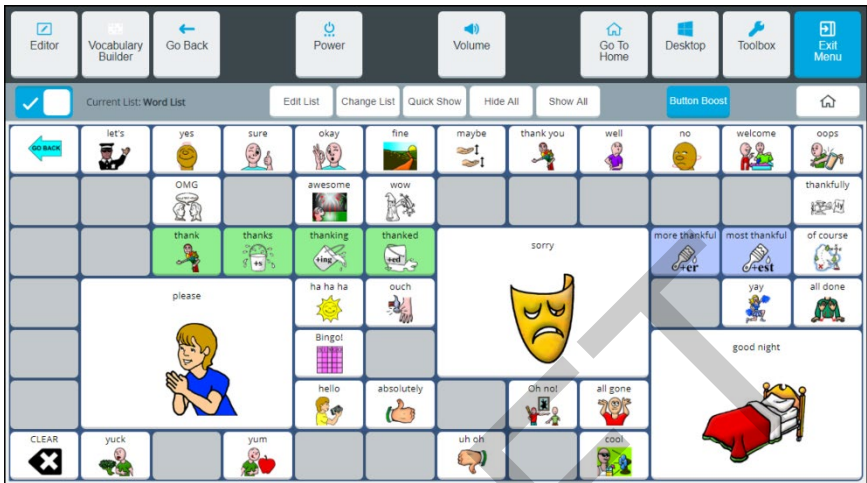 Editor
Vocabulary
Builder
Go Back
Power
Volume
Go To
Home
Desktop
Toolbox
Exit
Menu
Current List: Word List
Edit List
Change List
Quick Show
Hide All
Show All
Button Boost
GO BACK
let's
yes
sure
okay
fine
maybe
thank you
well
no
welcome
oops
OMG
awesome
wow
thankfully
thank
thanks
+s
thanking
+ing
thanked
+ed
sorry
more thankful
+er
most thankful
+est
of course
please
ha ha ha
ouch
yay
all done
Bingo!
good night
hello
absolutely
Oh no!
all gone
CLEAR
yuck
yum
uh oh
cool